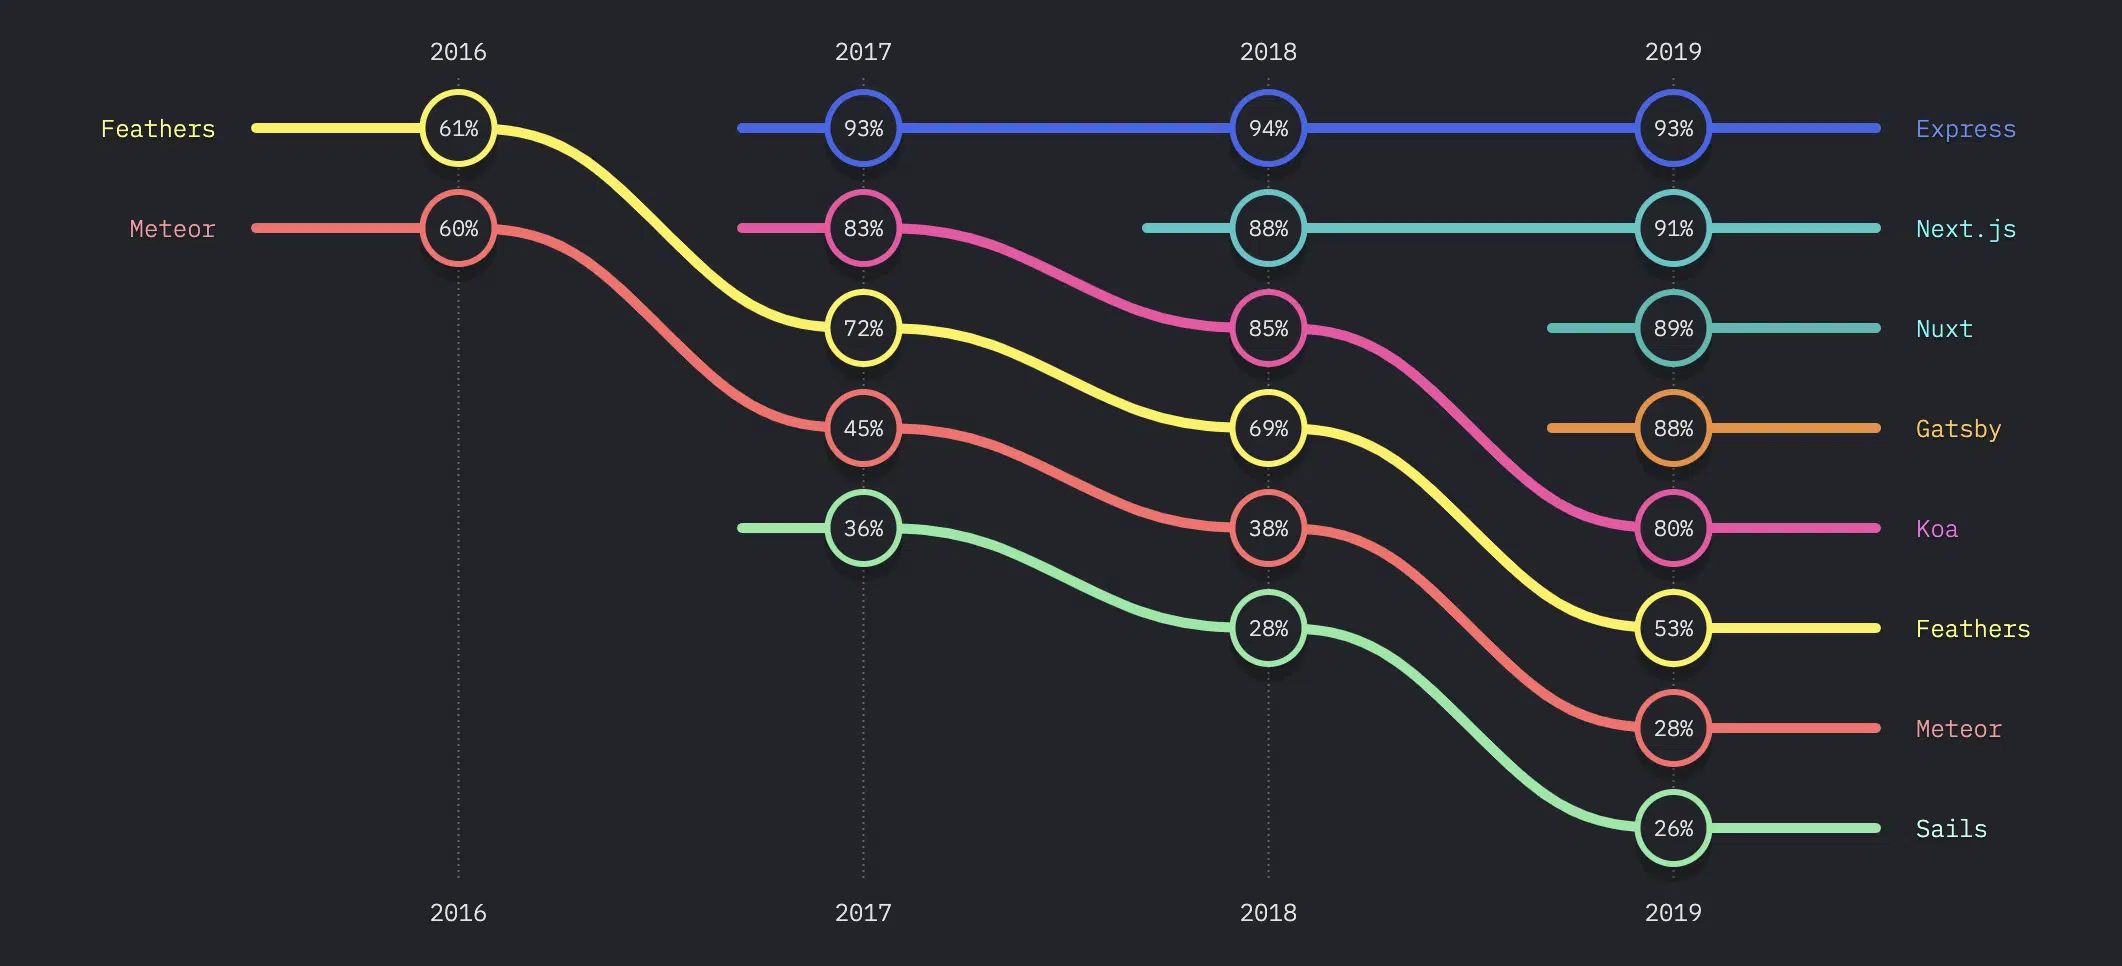 2016 2017 2018 2019
Feathers 61% 93% 94% 93% Express
Meteor 60% 83% 88% 91% Next.js
72% 85% 89% Nuxt
45% 69% 88% Gatsby
36% 38% 80% Koa
28% 53% Feathers
28% Meteor
26% Sails
2016 2017 2018 2019